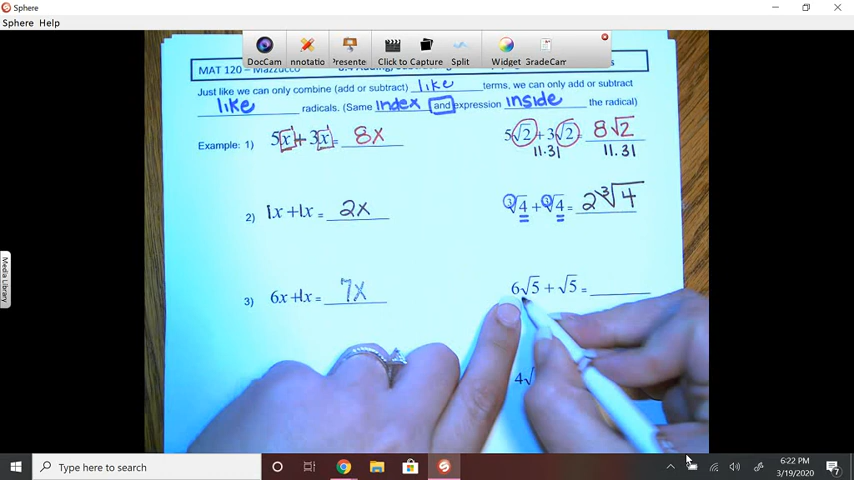 Sphere
Sphere Help
DocCam nnotatio Presente Click to Capture Split Widget GradeCam
MAT 120 – Mazzucco
Just like we can only combine (add or subtract) like terms, we can only add or subtract
like radicals. (Same index and expression inside the radical)
Example: 1) 5x + 3x = 8x 5√2 + 3√2 = 8√2
11.31 11.31
2) 1x + 1x = 2x ∛4 + ∛4 = 2∛4
3) 6x + 1x = 7x 6√5 + √5 =
4√
Media Library
Type here to search
6:22 PM
3/19/2020
7